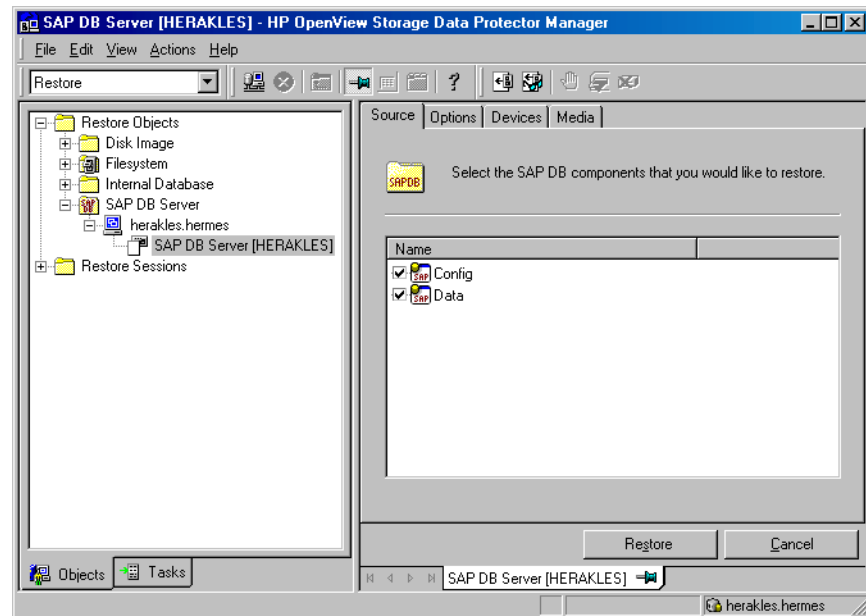 SAP DB Server [HERAKLES] - HP OpenView Storage Data Protector Manager
File Edit View Actions Help
Restore
?
Restore Objects
Disk Image
Filesystem
Internal Database
SAP DB Server
herakles.hermes
SAP DB Server [HERAKLES]
Restore Sessions
Objects Tasks
Source Options Devices Media
SAPDB
Select the SAP DB components that you would like to restore.
Name
SAP Config
SAP Data
Restore Cancel
SAP DB Server [HERAKLES]
herakles.hermes